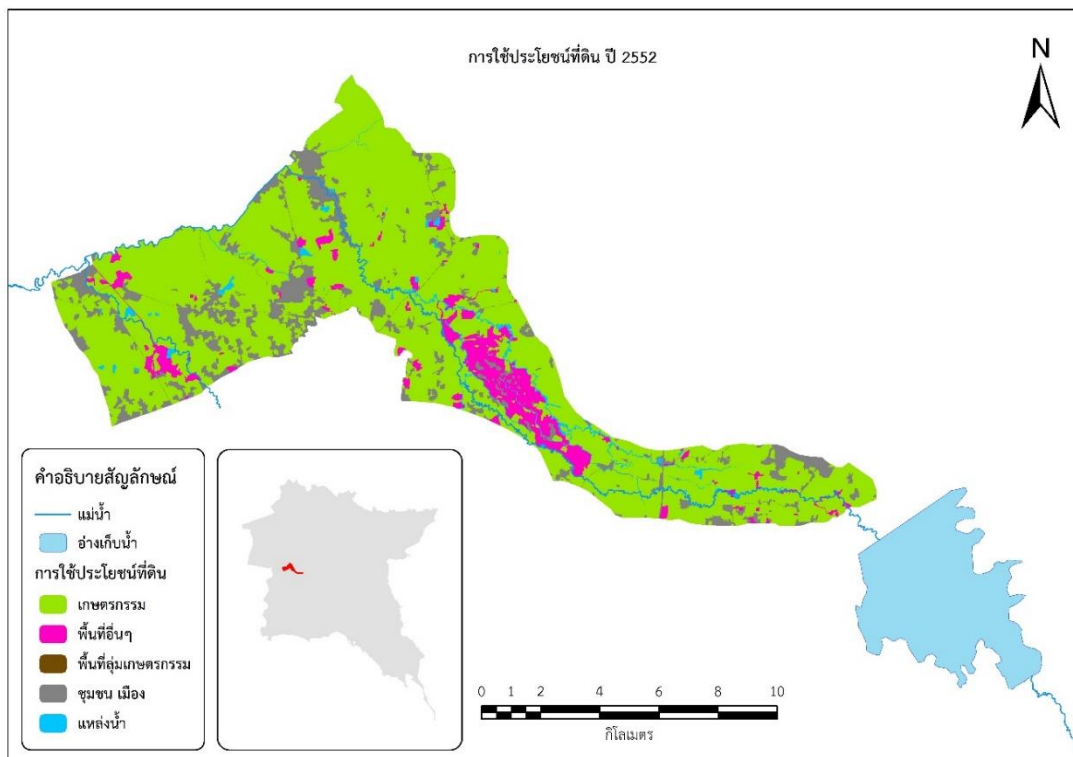 การใช้ประโยชน์ที่ดิน ปี 2552
N
คำอธิบายสัญลักษณ์
แม่น้ำ
อ่างเก็บน้ำ
การใช้ประโยชน์ที่ดิน
เกษตรกรรม
พื้นที่อื่นๆ
พื้นที่ลุ่มเกษตรกรรม
ชุมชน เมือง
แหล่งน้ำ
0 1 2 4 6 8 10
กิโลเมตร